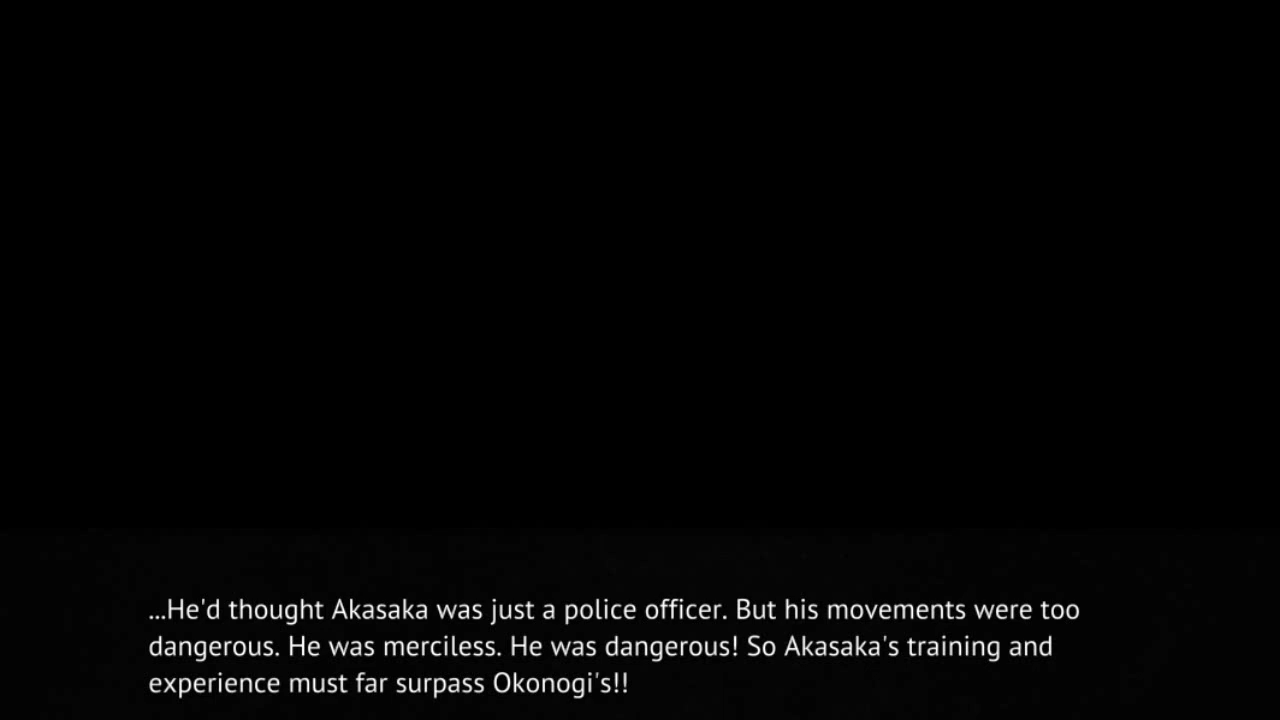 ...He'd thought Akasaka was just a police officer. But his movements were too
dangerous. He was merciless. He was dangerous! So Akasaka's training and
experience must far surpass Okonogi's!!